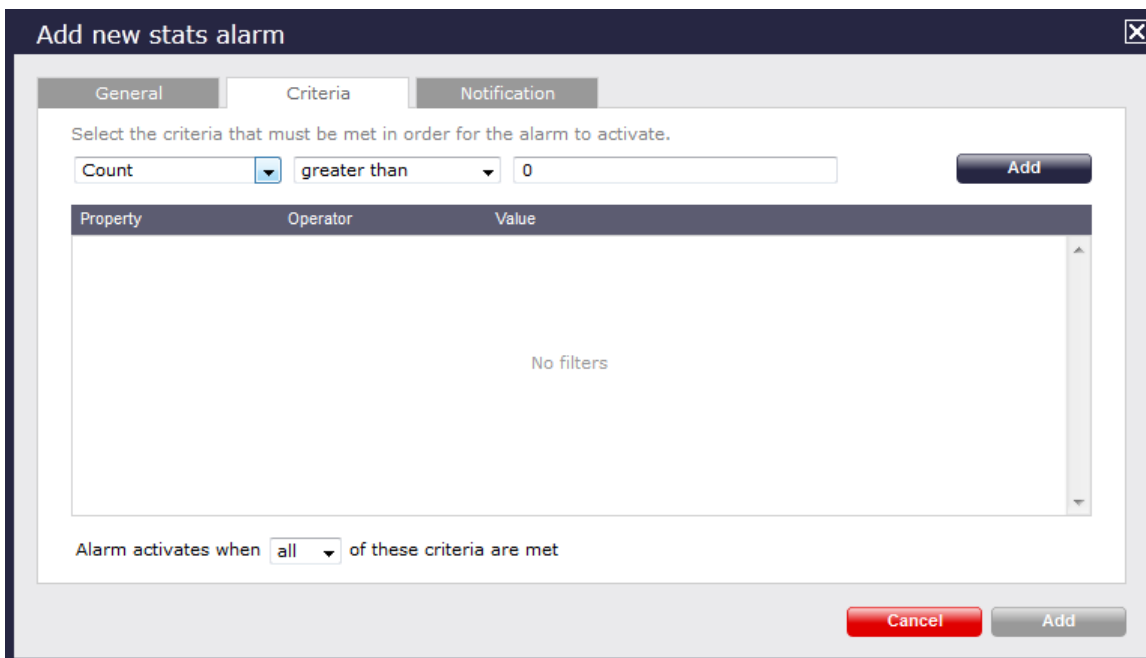 Add new stats alarm
General Criteria Notification
Select the criteria that must be met in order for the alarm to activate.
Count greater than 0 Add
Property Operator Value
No filters
Alarm activates when all of these criteria are met
Cancel Add